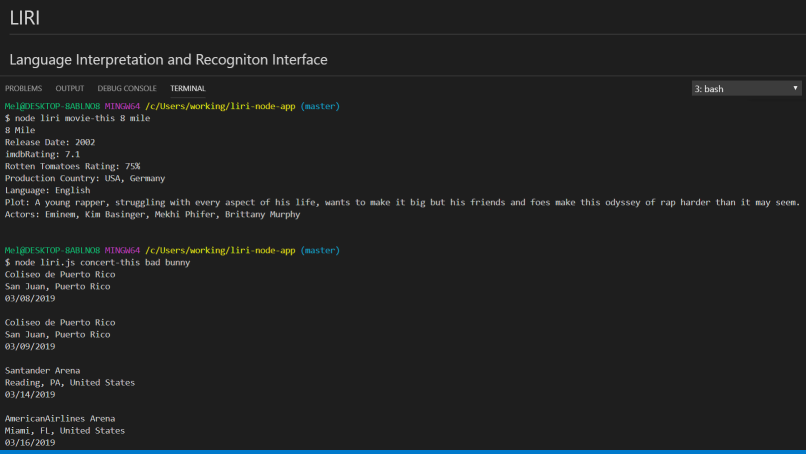 LIRI
Language Interpretation and Recogniton Interface
PROBLEMS OUTPUT DEBUG CONSOLE TERMINAL 3: bash
Mel@DESKTOP-8ABLNO8 MINGW64 /c/Users/working/liri-node-app (master)
$ node liri movie-this 8 mile
8 Mile
Release Date: 2002
imdbRating: 7.1
Rotten Tomatoes Rating: 75%
Production Country: USA, Germany
Language: English
Plot: A young rapper, struggling with every aspect of his life, wants to make it big but his friends and foes make this odyssey of rap harder than it may seem.
Actors: Eminem, Kim Basinger, Mekhi Phifer, Brittany Murphy
Mel@DESKTOP-8ABLNO8 MINGW64 /c/Users/working/liri-node-app (master)
$ node liri.js concert-this bad bunny
Coliseo de Puerto Rico
San Juan, Puerto Rico
03/08/2019
Coliseo de Puerto Rico
San Juan, Puerto Rico
03/09/2019
Santander Arena
Reading, PA, United States
03/14/2019
AmericanAirlines Arena
Miami, FL, United States
03/16/2019